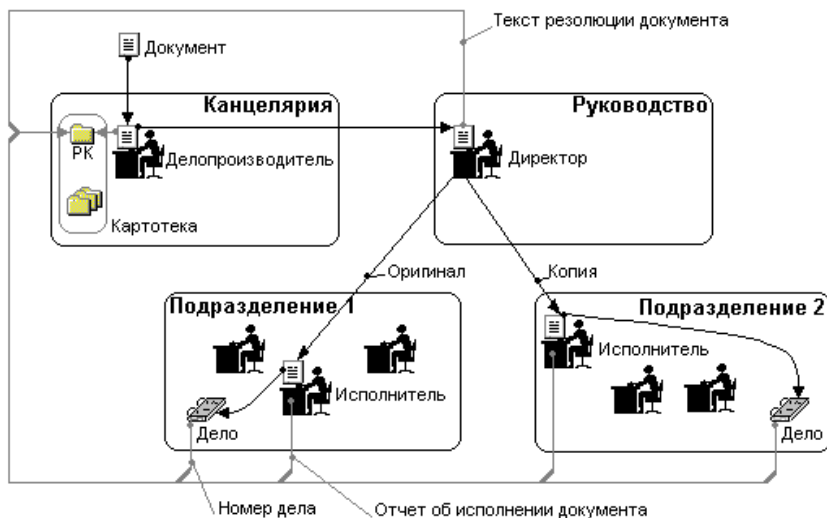 Текст резолюции документа
Документ
Канцелярия
Руководство
РК
Делопроизводитель
Директор
Картотека
Оригинал
Копия
Подразделение 1
Подразделение 2
Исполнитель
Исполнитель
Дело
Дело
Номер дела
Отчет об исполнении документа